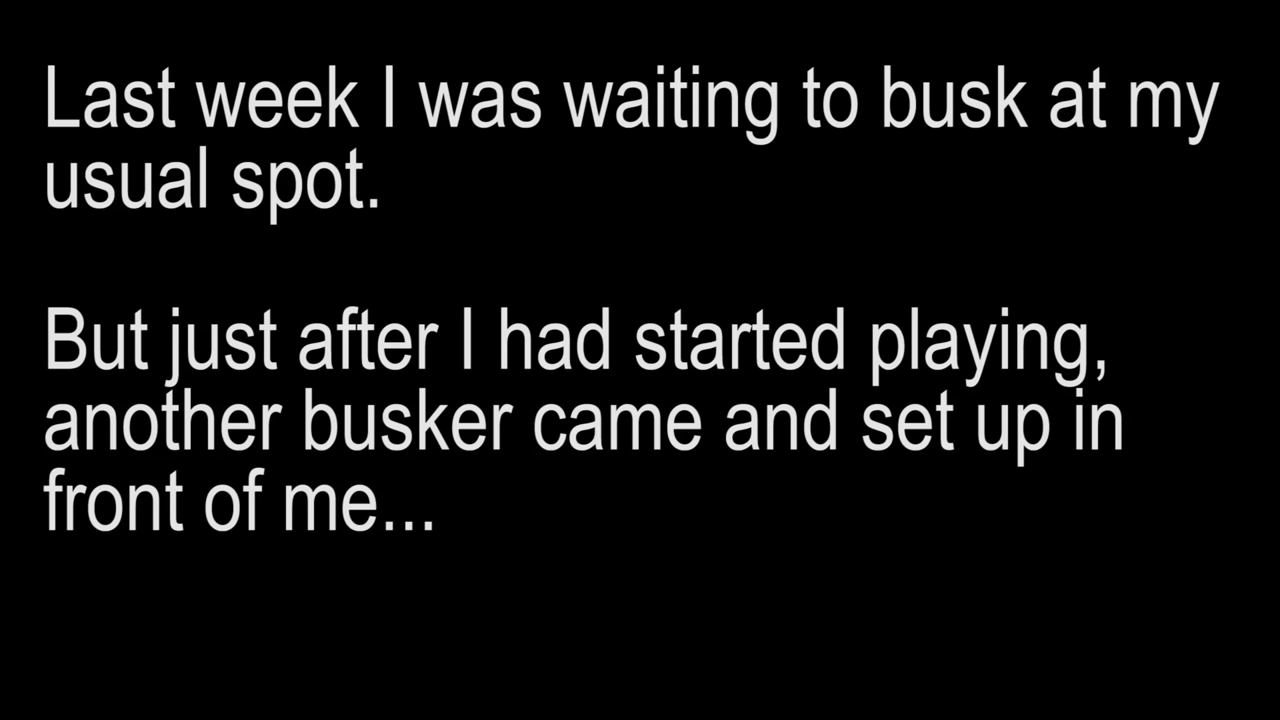 Last week I was waiting to busk at my
usual spot.
But just after I had started playing,
another busker came and set up in
front of me...